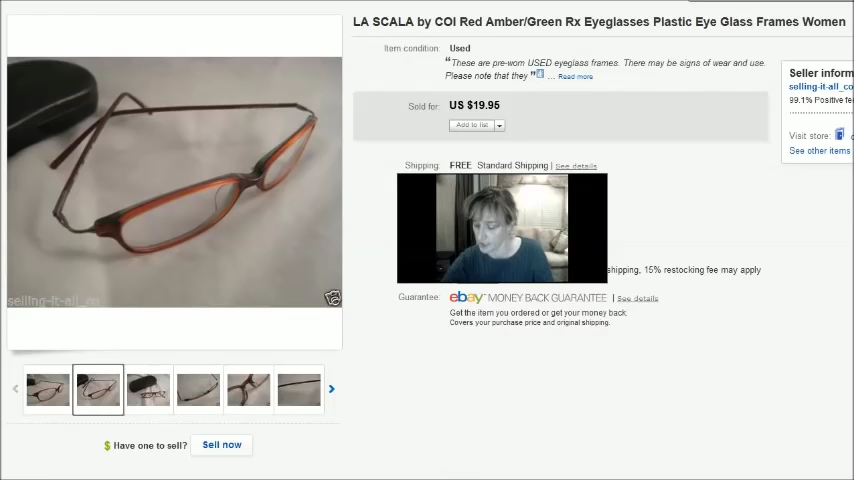 LA SCALA by COI Red Amber/Green Rx Eyeglasses Plastic Eye Glass Frames Women
Item condition: Used
“These are pre-worn USED eyeglass frames. There may be signs of wear and use.
Please note that they ” ... Read more
Sold for: US $19.95
Add to list
Shipping: FREE Standard Shipping | See details
shipping, 15% restocking fee may apply
Guarantee: ebay MONEY BACK GUARANTEE | See details
Get the item you ordered or get your money back.
Covers your purchase price and original shipping.
Seller inform
selling-it-all_co
99.1% Positive fe
Visit store:
See other items
selling-it-all_co
$ Have one to sell? Sell now